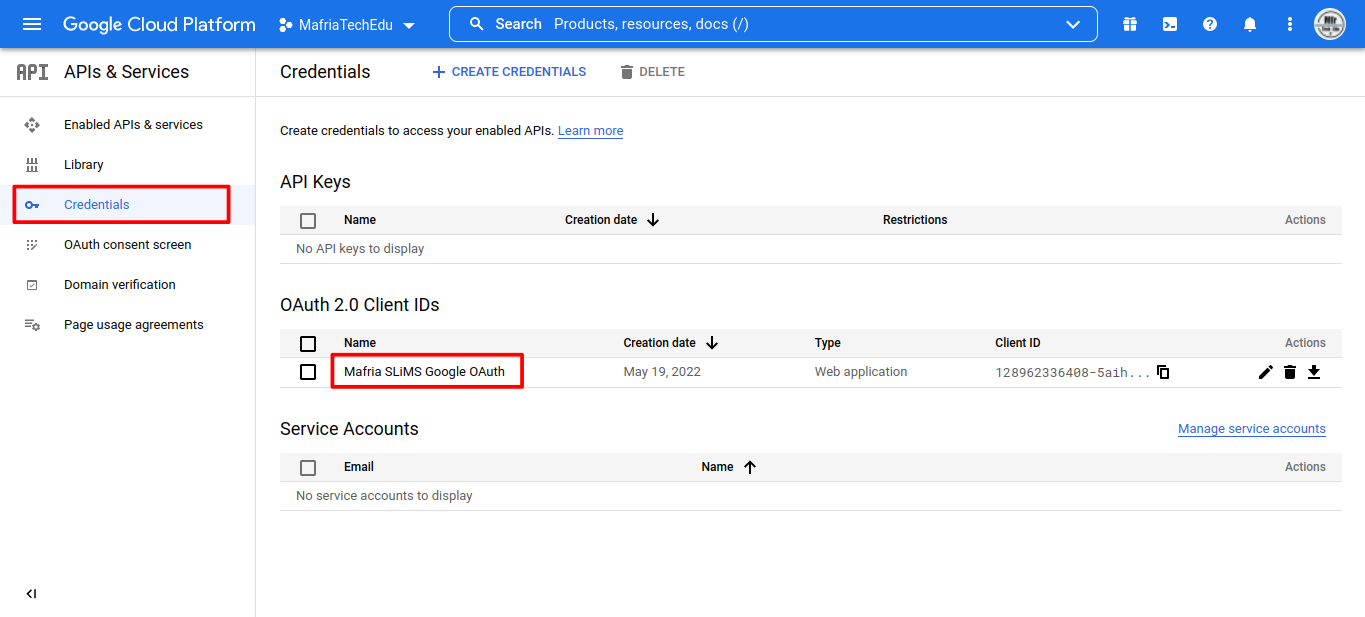 Google Cloud Platform MafriaTechEdu Search Products, resources, docs (/)
API APIs & Services
Credentials CREATE CREDENTIALS DELETE
Enabled APIs & services
Library
Credentials
OAuth consent screen
Domain verification
Page usage agreements
Create credentials to access your enabled APIs. Learn more
API Keys
Name Creation date Restrictions Actions
No API keys to display
OAuth 2.0 Client IDs
Name Creation date Type Client ID Actions
Mafria SLiMS Google OAuth May 19, 2022 Web application 128962336408-5aih...
Service Accounts Manage service accounts
Email Name Actions
No service accounts to display